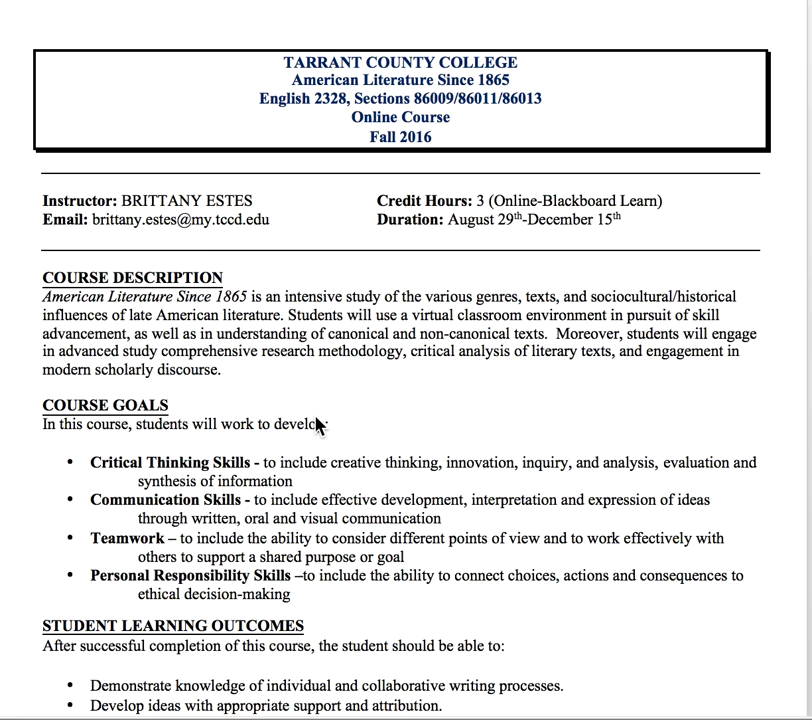 TARRANT COUNTY COLLEGE
American Literature Since 1865
English 2328, Sections 86009/86011/86013
Online Course
Fall 2016
Instructor: BRITTANY ESTES
Credit Hours: 3 (Online-Blackboard Learn)
Email: brittany.estes@my.tccd.edu
Duration: August 29th-December 15th
COURSE DESCRIPTION
American Literature Since 1865 is an intensive study of the various genres, texts, and sociocultural/historical
influences of late American literature. Students will use a virtual classroom environment in pursuit of skill
advancement, as well as in understanding of canonical and non-canonical texts.  Moreover, students will engage
in advanced study comprehensive research methodology, critical analysis of literary texts, and engagement in
modern scholarly discourse.
COURSE GOALS
In this course, students will work to develop:
• Critical Thinking Skills - to include creative thinking, innovation, inquiry, and analysis, evaluation and
synthesis of information
• Communication Skills - to include effective development, interpretation and expression of ideas
through written, oral and visual communication
• Teamwork – to include the ability to consider different points of view and to work effectively with
others to support a shared purpose or goal
• Personal Responsibility Skills –to include the ability to connect choices, actions and consequences to
ethical decision-making
STUDENT LEARNING OUTCOMES
After successful completion of this course, the student should be able to:
• Demonstrate knowledge of individual and collaborative writing processes.
• Develop ideas with appropriate support and attribution.